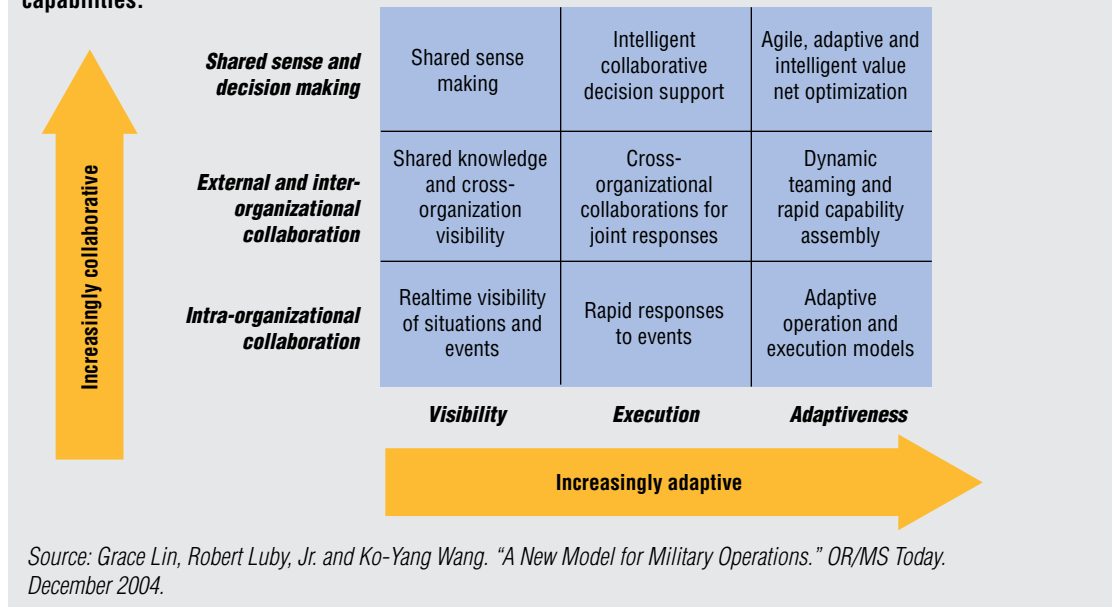 capabilities.
Increasingly collaborative
Shared sense and
decision making
Shared sense
making
Intelligent
collaborative
decision support
Agile, adaptive and
intelligent value
net optimization
External and inter-
organizational
collaboration
Shared knowledge
and cross-
organization
visibility
Cross-
organizational
collaborations for
joint responses
Dynamic
teaming and
rapid capability
assembly
Intra-organizational
collaboration
Realtime visibility
of situations and
events
Rapid responses
to events
Adaptive
operation and
execution models
Visibility
Execution
Adaptiveness
Increasingly adaptive
Source: Grace Lin, Robert Luby, Jr. and Ko-Yang Wang. “A New Model for Military Operations.” OR/MS Today.
December 2004.